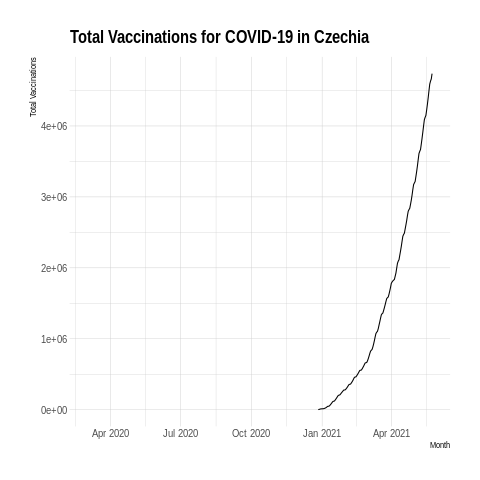 Total Vaccinations for COVID-19 in Czechia
Total Vaccinations
4e+06
3e+06
2e+06
1e+06
0e+00
Apr 2020 Jul 2020 Oct 2020 Jan 2021 Apr 2021
Month